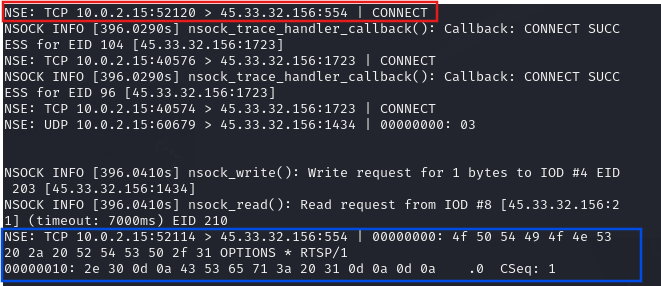 NSE: TCP 10.0.2.15:52120 > 45.33.32.156:554 | CONNECT
NSOCK INFO [396.0290s] nsock_trace_handler_callback(): Callback: CONNECT SUCC
ESS for EID 104 [45.33.32.156:1723]
NSE: TCP 10.0.2.15:40576 > 45.33.32.156:1723 | CONNECT
NSOCK INFO [396.0290s] nsock_trace_handler_callback(): Callback: CONNECT SUCC
ESS for EID 96 [45.33.32.156:1723]
NSE: TCP 10.0.2.15:40574 > 45.33.32.156:1723 | CONNECT
NSE: UDP 10.0.2.15:60679 > 45.33.32.156:1434 | 00000000: 03
NSOCK INFO [396.0410s] nsock_write(): Write request for 1 bytes to IOD #4 EID
203 [45.33.32.156:1434]
NSOCK INFO [396.0410s] nsock_read(): Read request from IOD #8 [45.33.32.156:2
1] (timeout: 7000ms) EID 210
NSE: TCP 10.0.2.15:52114 > 45.33.32.156:554 | 00000000: 4f 50 54 49 4f 4e 53
20 2a 20 52 54 53 50 2f 31 OPTIONS * RTSP/1
00000010: 2e 30 0d 0a 43 53 65 71 3a 20 31 0d 0a 0d 0a .0 CSeq: 1